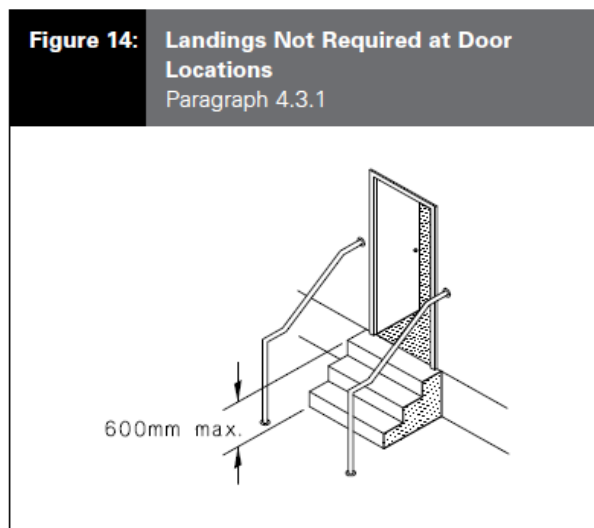 Figure 14: Landings Not Required at Door
Locations
Paragraph 4.3.1
600mm max.